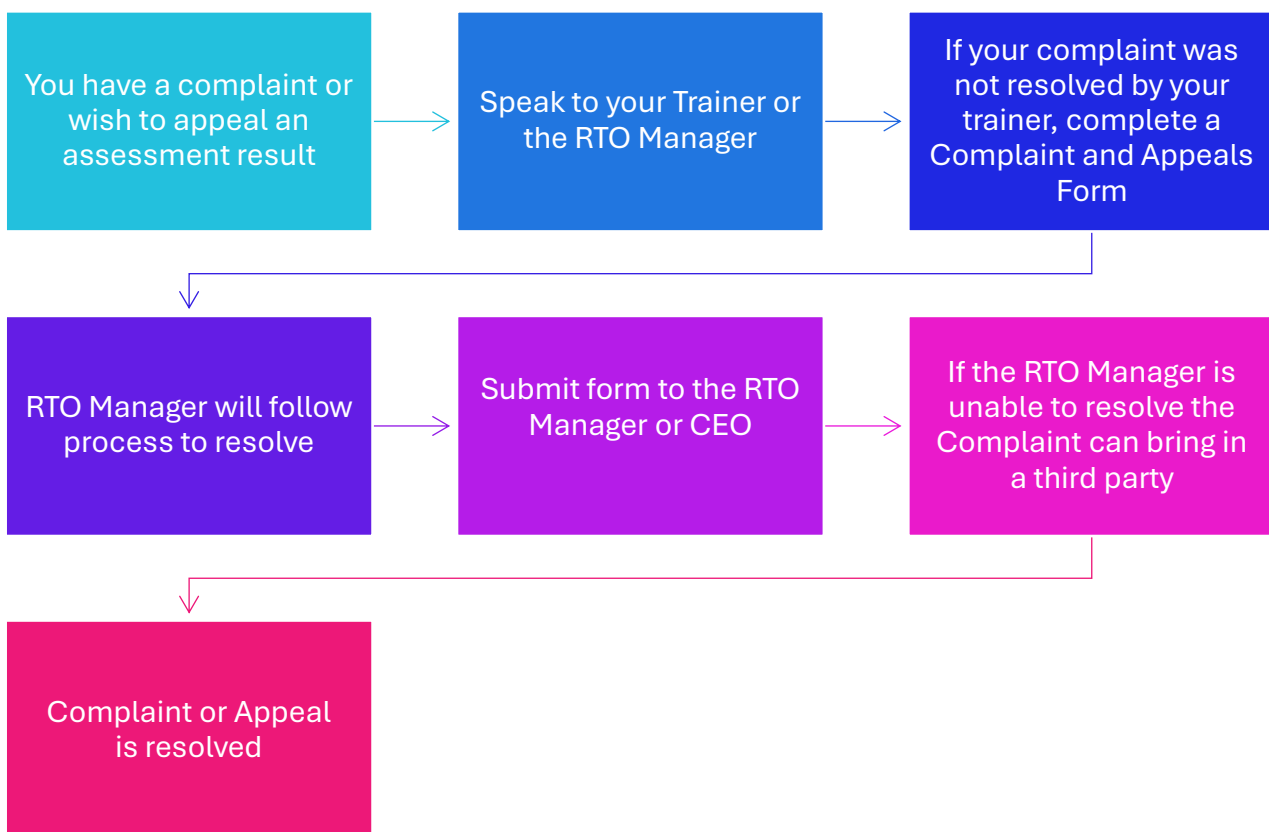 You have a complaint or
wish to appeal an
assessment result
Speak to your Trainer or
the RTO Manager
If your complaint was
not resolved by your
trainer, complete a
Complaint and Appeals
Form
RTO Manager will follow
process to resolve
Submit form to the RTO
Manager or CEO
If the RTO Manager is
unable to resolve the
Complaint can bring in
a third party
Complaint or Appeal
is resolved